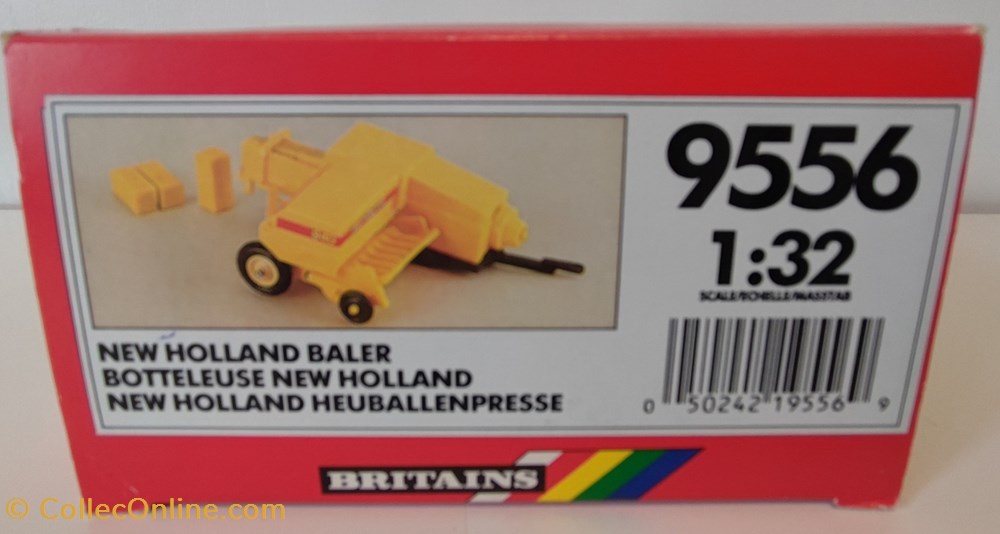 9556
1:32
SCALE/ECHELLE/MASSTAB
NEW HOLLAND BALER
BOTTELEUSE NEW HOLLAND
NEW HOLLAND HEUBALLENPRESSE
0 50242 19556 9
BRITAINS
© CollecOnline.com